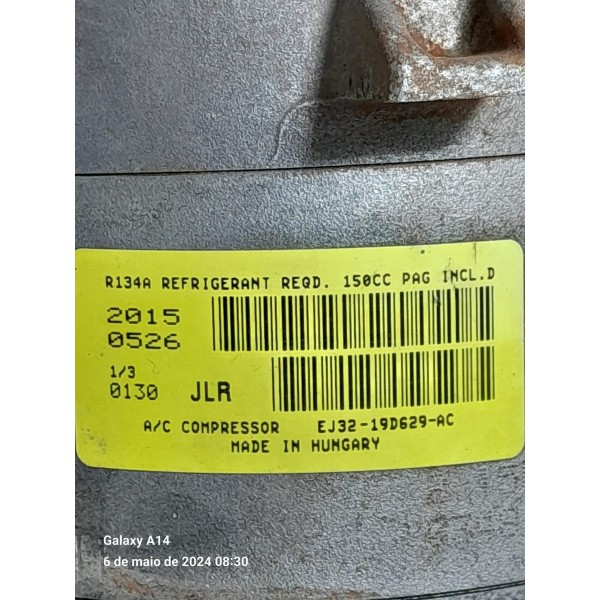 R134A REFRIGERANT REQD. 150CC PAG INCL.D
2015
0526
1/3
0130 JLR
A/C COMPRESSOR EJ32-19D629-AC
MADE IN HUNGARY
Galaxy A14
6 de maio de 2024 08:30